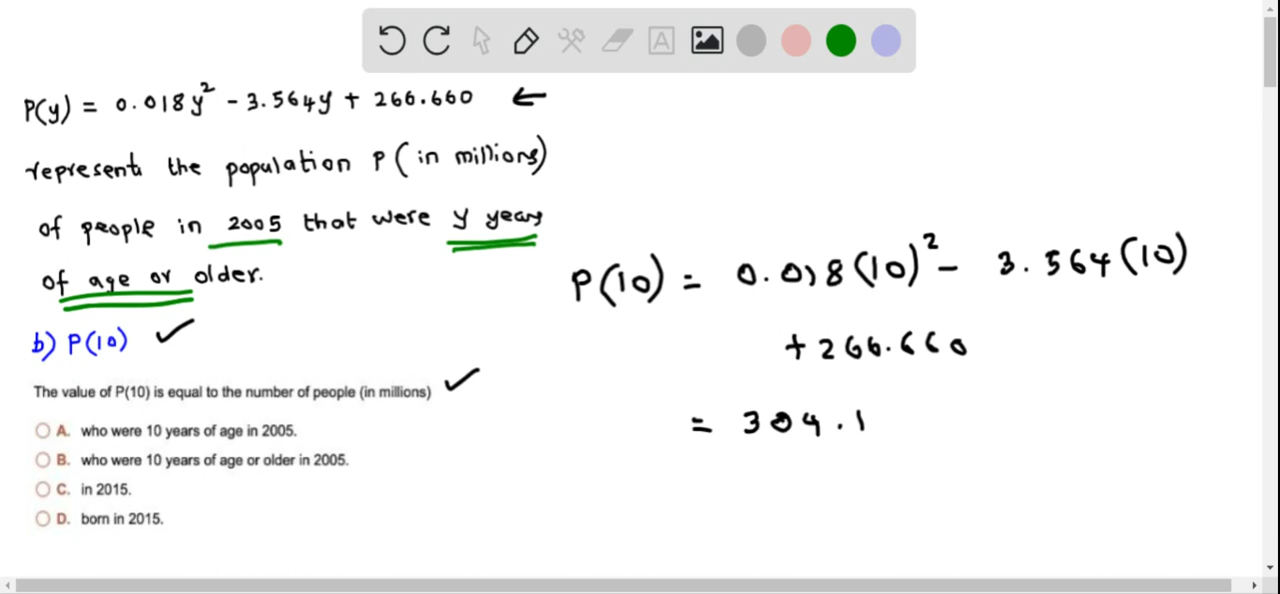 P(y) = 0.018y² - 3.564y + 266.660 ←
represents the population P (in millions)
of people in 2005 that were y years
of age or older.
b) P(10) ✓
The value of P(10) is equal to the number of people (in millions) ✓
A. who were 10 years of age in 2005.
B. who were 10 years of age or older in 2005.
C. in 2015.
D. born in 2015.
P(10) = 0.018(10)² - 3.564(10)
+ 266.660
= 304.1
A